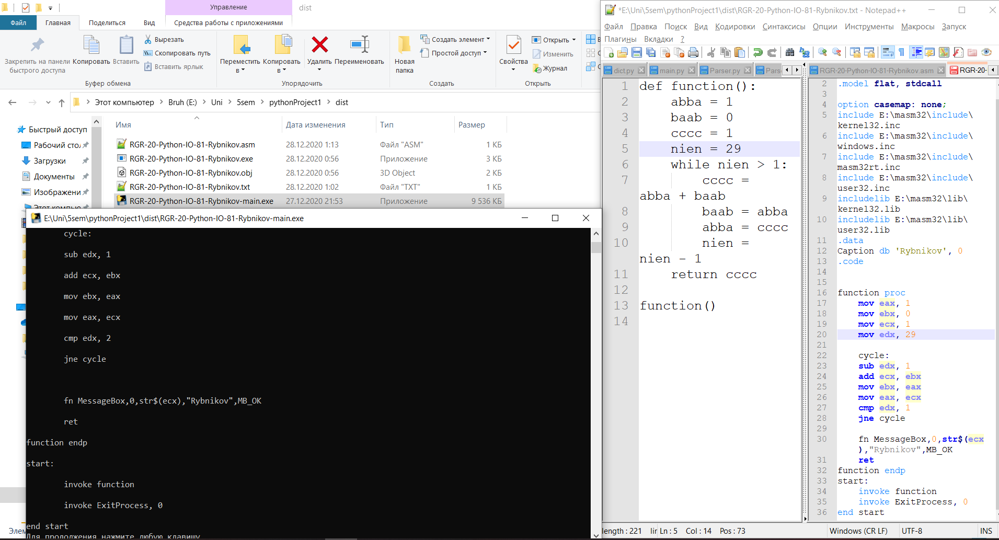 Управление
dist
Файл
Главная
Поделиться
Вид
Средства работы с приложениями
Закрепить на панели быстрого доступа
Копировать
Вставить
Вырезать
Скопировать путь
Вставить ярлык
Буфер обмена
Переместить в
Копировать в
Удалить
Переименовать
Упорядочить
Новая папка
Создать элемент
Простой доступ
Создать
Свойства
Открыть
Изменить
Журнал
Открыть
Этот компьютер
Bruh (E:)
Uni
5sem
pythonProject1
dist
Быстрый доступ
Рабочий сто
Загрузки
Документы
Изображени
Имя
Дата изменения
Тип
Размер
RGR-20-Python-IO-81-Rybnikov.asm 28.12.2020 1:13 Файл "ASM" 1 КБ
RGR-20-Python-IO-81-Rybnikov.exe 28.12.2020 0:56 Приложение 3 КБ
RGR-20-Python-IO-81-Rybnikov.obj 28.12.2020 0:56 3D Object 2 КБ
RGR-20-Python-IO-81-Rybnikov.txt 28.12.2020 1:02 Файл "TXT" 1 КБ
RGR-20-Python-IO-81-Rybnikov-main.exe 27.12.2020 21:53 Приложение 9 536 КБ
E:\Uni\5sem\pythonProject1\dist\RGR-20-Python-IO-81-Rybnikov-main.exe
cycle:
sub edx, 1
add ecx, ebx
mov ebx, eax
mov eax, ecx
cmp edx, 2
jne cycle
fn MessageBox,0,str$(ecx),"Rybnikov",MB_OK
ret
function endp
start:
invoke function
invoke ExitProcess, 0
end start
Для продолжения нажмите любую клавишу
Элем
*E:\Uni\5sem\pythonProject1\dist\RGR-20-Python-IO-81-Rybnikov.txt - Notepad++
Файл Правка Поиск Вид Кодировки Синтаксисы Опции Инструменты Макросы Запуск
Плагины Вкладки ?
dict.py
main.py
Parser.py
Pars
RGR-20-Python-IO-81-Rybnikov.asm
RGR-20-
1 def function():
2 abba = 1
3 baab = 0
4 cccc = 1
5 nien = 29
6 while nien > 1:
7 cccc =
abba + baab
8 baab = abba
9 abba = cccc
10 nien =
nien - 1
11 return cccc
12
13 function()
14
2 .model flat, stdcall
3
4 option casemap: none;
5 include E:\masm32\include\
kernel32.inc
6 include E:\masm32\include\
windows.inc
7 include E:\masm32\include\
masm32rt.inc
8 include E:\masm32\include\
user32.inc
9 includelib E:\masm32\lib\
kernel32.lib
10 includelib E:\masm32\lib\
user32.lib
11 .data
12 Caption db 'Rybnikov', 0
13 .code
14
15
16 function proc
17 mov eax, 1
18 mov ebx, 0
19 mov ecx, 1
20 mov edx, 29
21
22 cycle:
23 sub edx, 1
24 add ecx, ebx
25 mov ebx, eax
26 mov eax, ecx
27 cmp edx, 1
28 jne cycle
29
30 fn MessageBox,0,str$(ecx
),"Rybnikov",MB_OK
31 ret
32 function endp
33 start:
34 invoke function
35 invoke ExitProcess, 0
36 end start
length : 221 lir Ln : 5 Col : 14 Pos : 73
Windows (CR LF)
UTF-8
INS